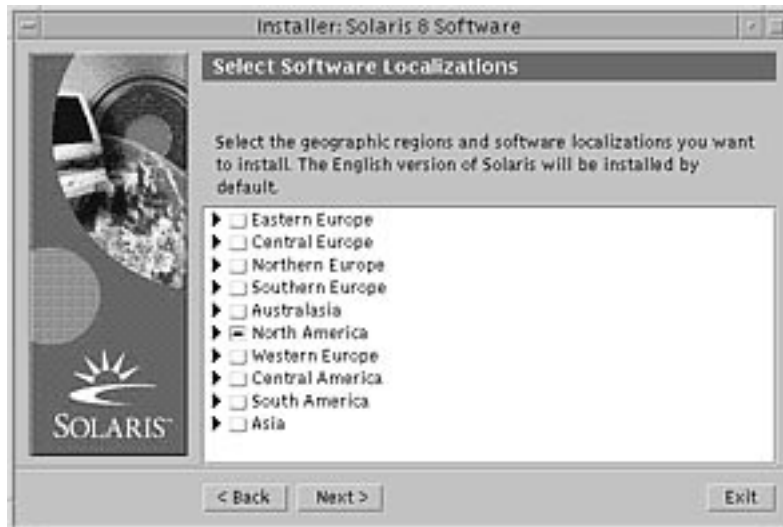 Installer: Solaris 8 Software
Select Software Localizations
Select the geographic regions and software localizations you want
to install. The English version of Solaris will be installed by
default.
Eastern Europe
Central Europe
Northern Europe
Southern Europe
Australasia
North America
Western Europe
Central America
South America
Asia
SOLARIS™
< Back
Next >
Exit